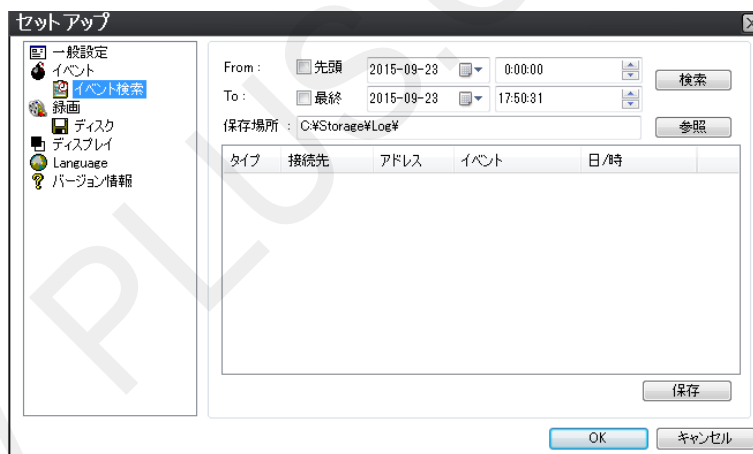 セットアップ
一般設定
イベント
イベント検索
録画
ディスク
ディスプレイ
Language
バージョン情報
From : 先頭 2015-09-23 0:00:00 検索
To : 最終 2015-09-23 17:50:31
保存場所 : C:¥Storage¥Log¥ 参照
タイプ 接続先 アドレス イベント 日/時
保存
OK キャンセル
PLUS.